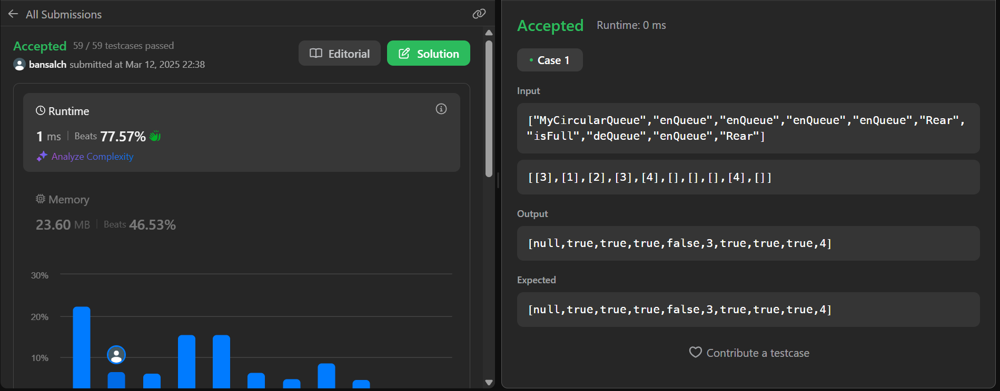 All Submissions
Accepted 59 / 59 testcases passed
bansalch submitted at Mar 12, 2025 22:38
Editorial
Solution
Runtime
1 ms | Beats 77.57%
Analyze Complexity
Memory
23.60 MB | Beats 46.53%
30%
20%
10%
Accepted Runtime: 0 ms
• Case 1
Input
["MyCircularQueue","enQueue","enQueue","enQueue","enQueue","Rear",
"isFull","deQueue","enQueue","Rear"]
[[3],[1],[2],[3],[4],[],[],[],[4],[]]
Output
[null,true,true,true,false,3,true,true,true,4]
Expected
[null,true,true,true,false,3,true,true,true,4]
Contribute a testcase